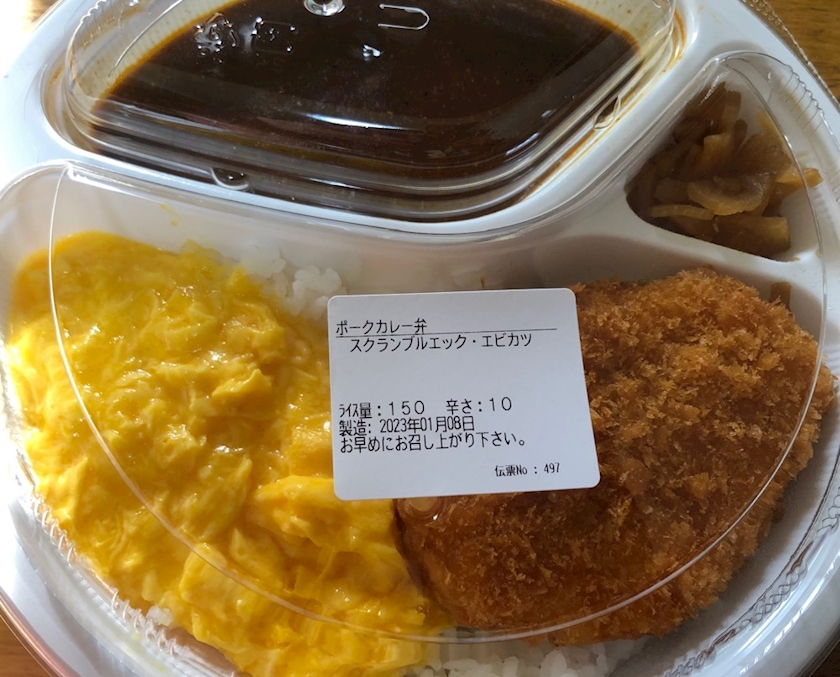 ポークカレー弁
スクランブルエック・エビカツ
ﾗｲｽ量：１５０　辛さ：１０
製造: 2023年01月08日
お早めにお召し上がり下さい。
伝票No : 497